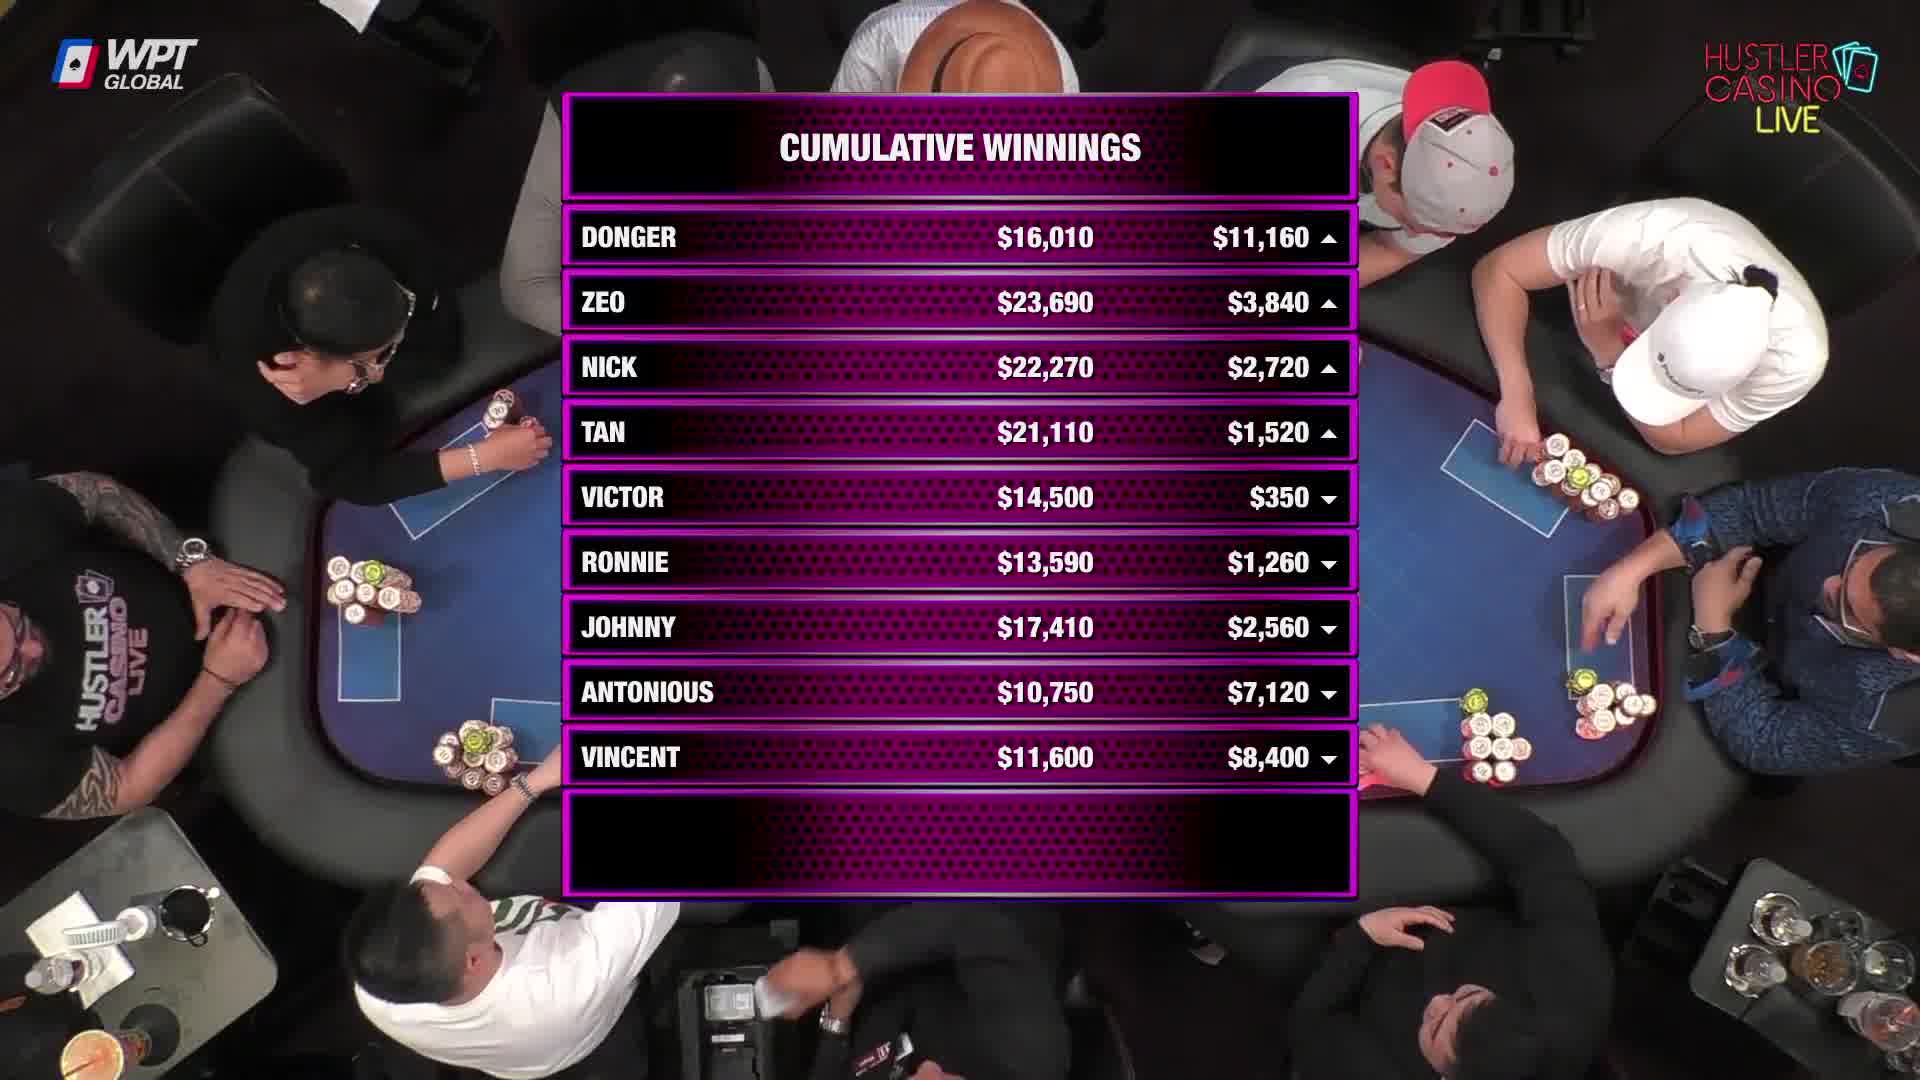 WPT
GLOBAL
HUSTLER
CASINO
LIVE
CUMULATIVE WINNINGS
DONGER $16,010 $11,160
ZEO $23,690 $3,840
NICK $22,270 $2,720
TAN $21,110 $1,520
VICTOR $14,500 $350
RONNIE $13,590 $1,260
JOHNNY $17,410 $2,560
ANTONIOUS $10,750 $7,120
VINCENT $11,600 $8,400
HUSTLER
CASINO
LIVE